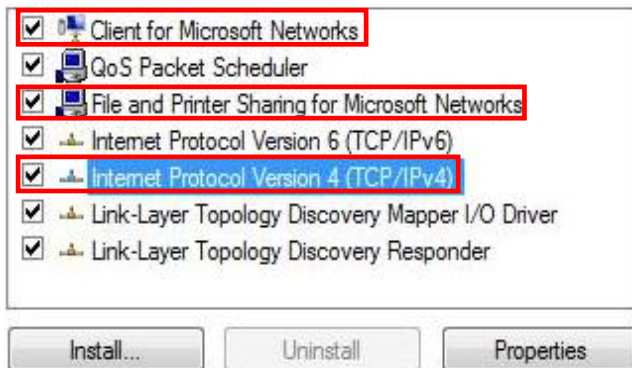 Client for Microsoft Networks
QoS Packet Scheduler
File and Printer Sharing for Microsoft Networks
Internet Protocol Version 6 (TCP/IPv6)
Internet Protocol Version 4 (TCP/IPv4)
Link-Layer Topology Discovery Mapper I/O Driver
Link-Layer Topology Discovery Responder
Install... Uninstall Properties